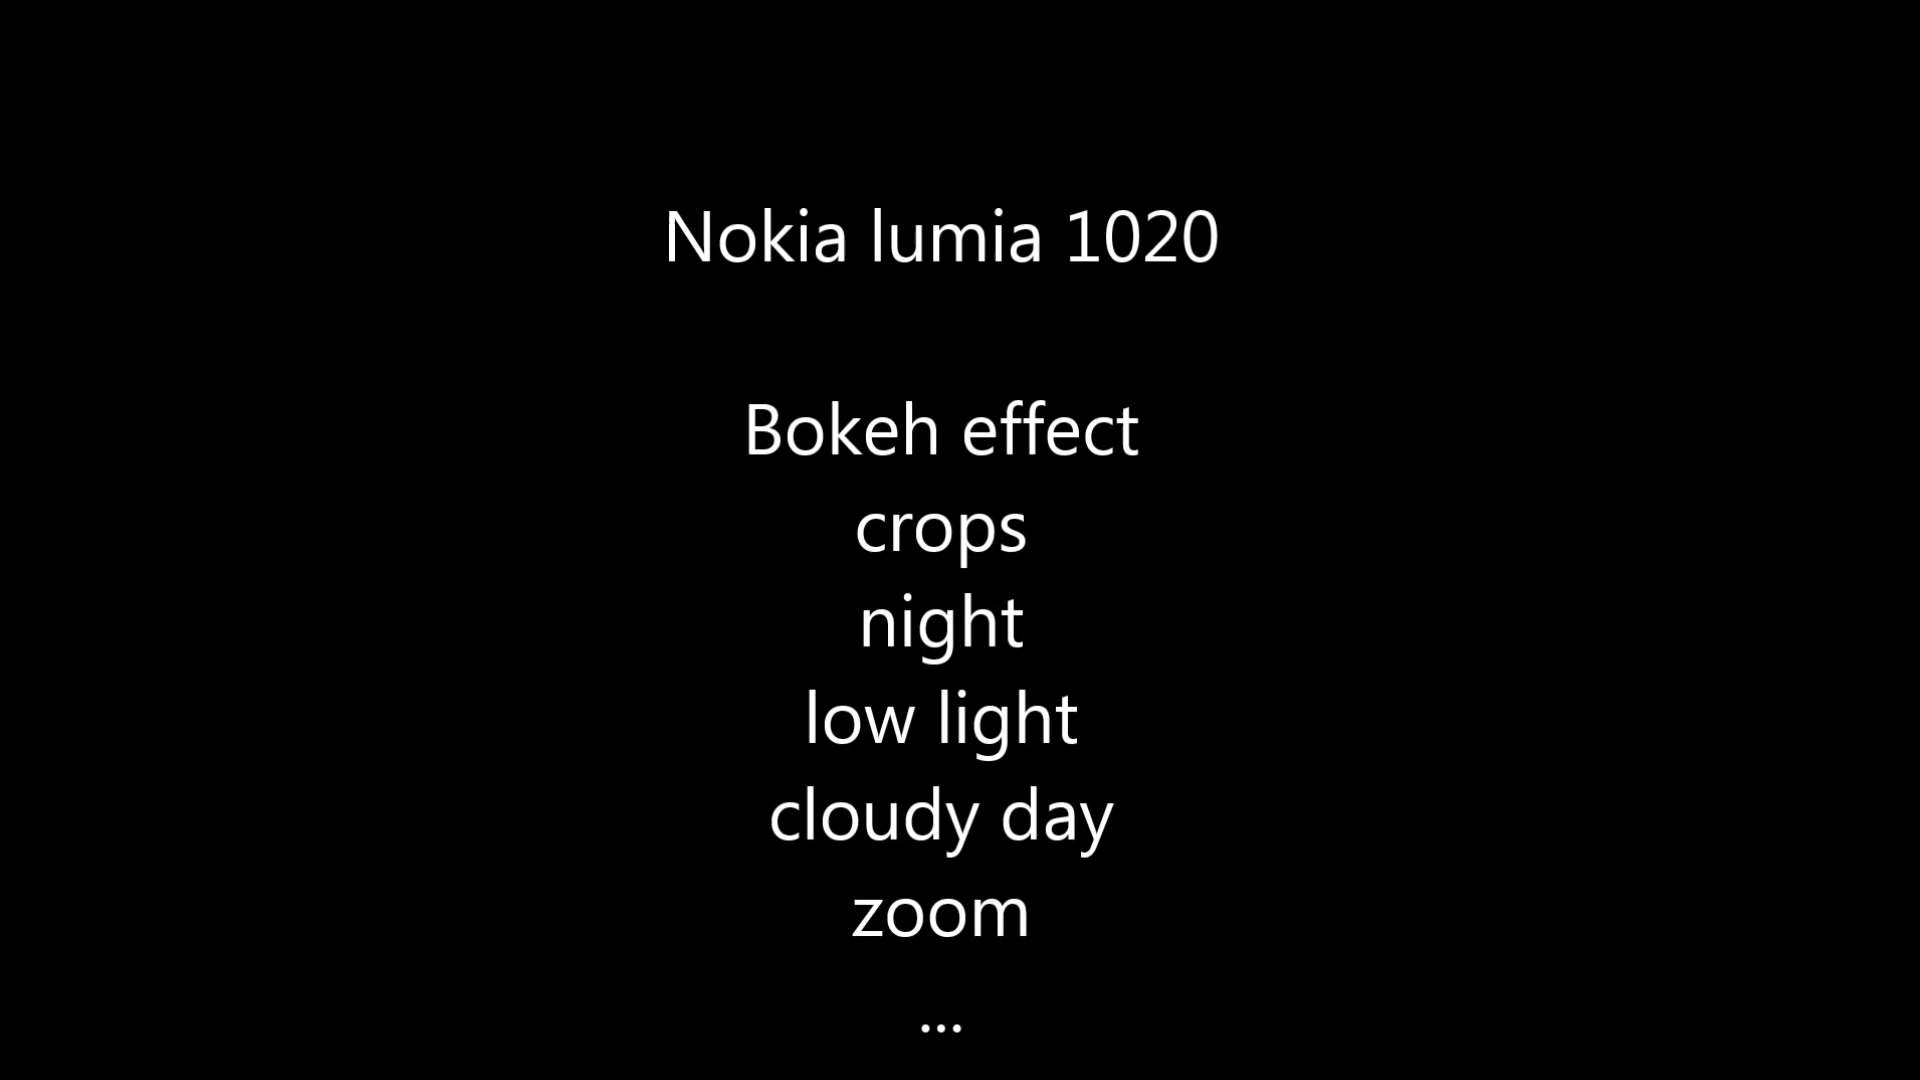 Nokia lumia 1020
Bokeh effect
crops
night
low light
cloudy day
zoom
...